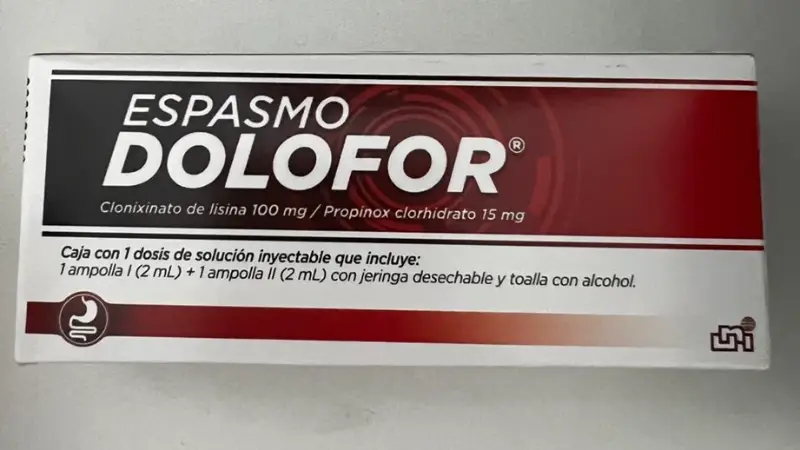 ESPASMO
DOLOFOR®
Clonixinato de lisina 100 mg / Propinox clorhidrato 15 mg
Caja con 1 dosis de solución inyectable que incluye:
1 ampolla I (2 mL) + 1 ampolla II (2 mL) con jeringa desechable y toalla con alcohol.